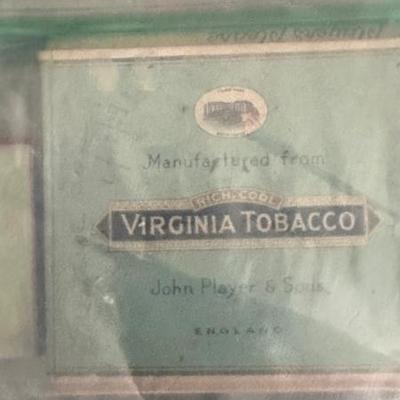 Manufactured from
RICH-COOL
VIRGINIA TOBACCO
John Player & Sons
ENGLAND